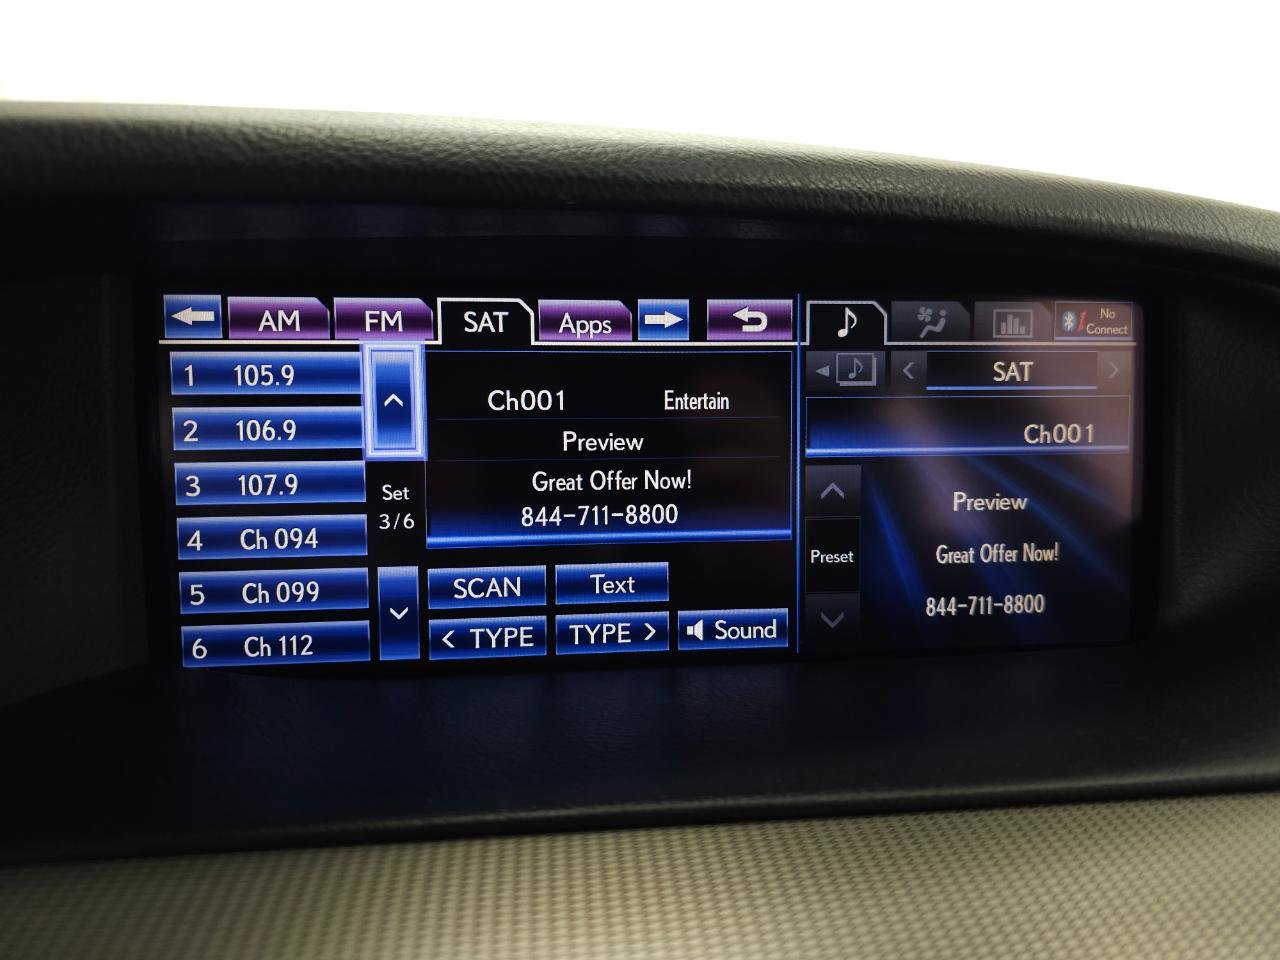 AM FM SAT Apps
No
Connect
1 105.9
2 106.9
3 107.9
4 Ch 094
5 Ch 099
6 Ch 112
Set
3/6
Ch001 Entertain
Preview
Great Offer Now!
844-711-8800
SCAN Text
< TYPE TYPE > Sound
< SAT >
Ch001
Preset
Preview
Great Offer Now!
844-711-8800